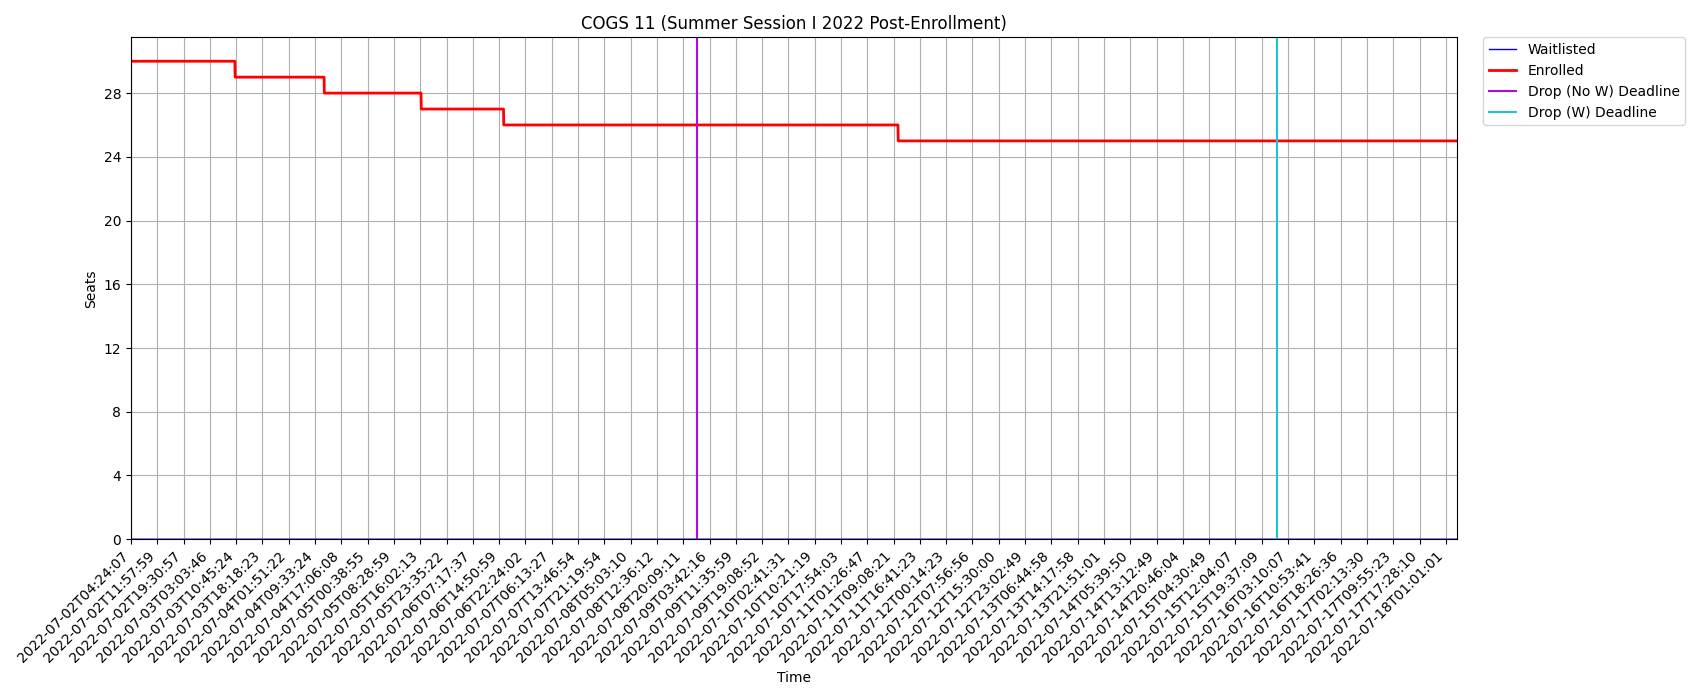 COGS 11 (Summer Session I 2022 Post-Enrollment)
Waitlisted
Enrolled
Drop (No W) Deadline
Drop (W) Deadline
Seats
28
24
20
16
12
8
4
0
2022-07-02T04:24:07
2022-07-02T11:57:59
2022-07-02T19:30:57
2022-07-03T03:03:46
2022-07-03T10:45:24
2022-07-03T18:18:23
2022-07-04T01:51:22
2022-07-04T09:33:24
2022-07-04T17:06:08
2022-07-05T00:38:55
2022-07-05T08:28:59
2022-07-05T16:02:13
2022-07-05T23:35:22
2022-07-06T07:17:37
2022-07-06T14:50:59
2022-07-06T22:24:02
2022-07-07T06:13:27
2022-07-07T13:46:54
2022-07-07T21:19:54
2022-07-08T05:03:10
2022-07-08T12:36:12
2022-07-08T20:09:11
2022-07-09T03:42:16
2022-07-09T11:35:59
2022-07-09T19:08:52
2022-07-10T02:41:31
2022-07-10T10:21:19
2022-07-10T17:54:03
2022-07-11T01:26:47
2022-07-11T09:08:21
2022-07-11T16:41:23
2022-07-12T00:14:23
2022-07-12T07:56:56
2022-07-12T15:30:00
2022-07-12T23:02:49
2022-07-13T06:44:58
2022-07-13T14:17:58
2022-07-13T21:51:01
2022-07-14T05:39:50
2022-07-14T13:12:49
2022-07-14T20:46:04
2022-07-15T04:30:49
2022-07-15T12:04:07
2022-07-15T19:37:09
2022-07-16T03:10:07
2022-07-16T10:53:41
2022-07-16T18:26:36
2022-07-17T02:13:30
2022-07-17T09:55:23
2022-07-17T17:28:10
2022-07-18T01:01:01
Time